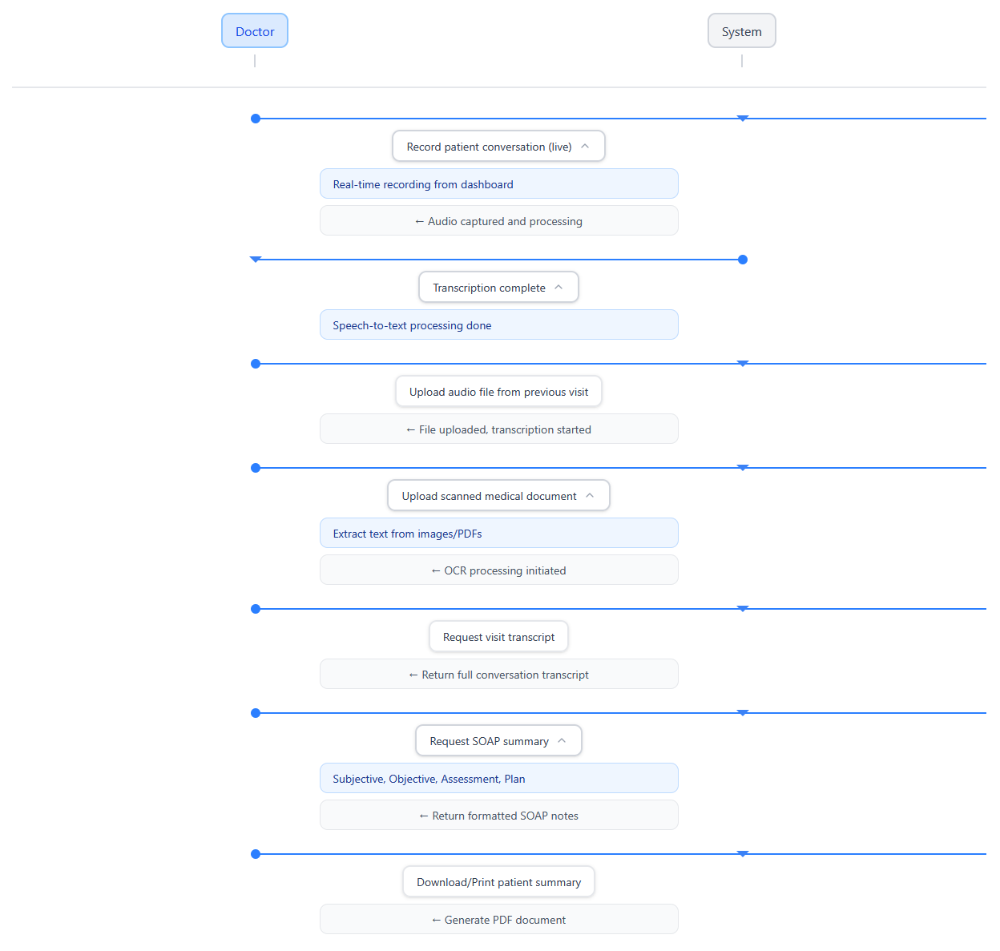 Doctor
System
Record patient conversation (live)
Real-time recording from dashboard
← Audio captured and processing
Transcription complete
Speech-to-text processing done
Upload audio file from previous visit
← File uploaded, transcription started
Upload scanned medical document
Extract text from images/PDFs
← OCR processing initiated
Request visit transcript
← Return full conversation transcript
Request SOAP summary
Subjective, Objective, Assessment, Plan
← Return formatted SOAP notes
Download/Print patient summary
← Generate PDF document